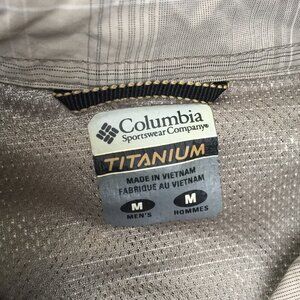 Columbia
Sportswear Company®
TITANIUM
MADE IN VIETNAM
FABRIQUÉ AU VIETNAM
M M
MEN'S HOMMES